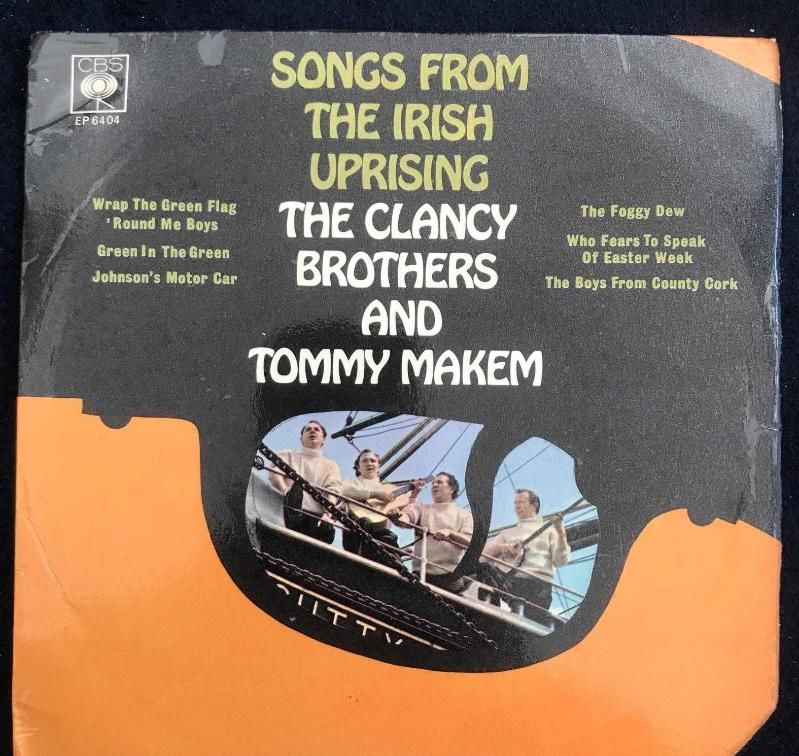 CBS
EP 6404
SONGS FROM
THE IRISH
UPRISING
THE CLANCY
BROTHERS
AND
TOMMY MAKEM
Wrap The Green Flag
'Round Me Boys
Green In The Green
Johnson's Motor Car
The Foggy Dew
Who Fears To Speak
Of Easter Week
The Boys From County Cork
CUTTY